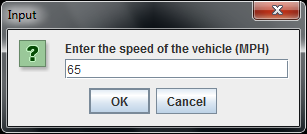 Input
Enter the speed of the vehicle (MPH)
65
OK Cancel